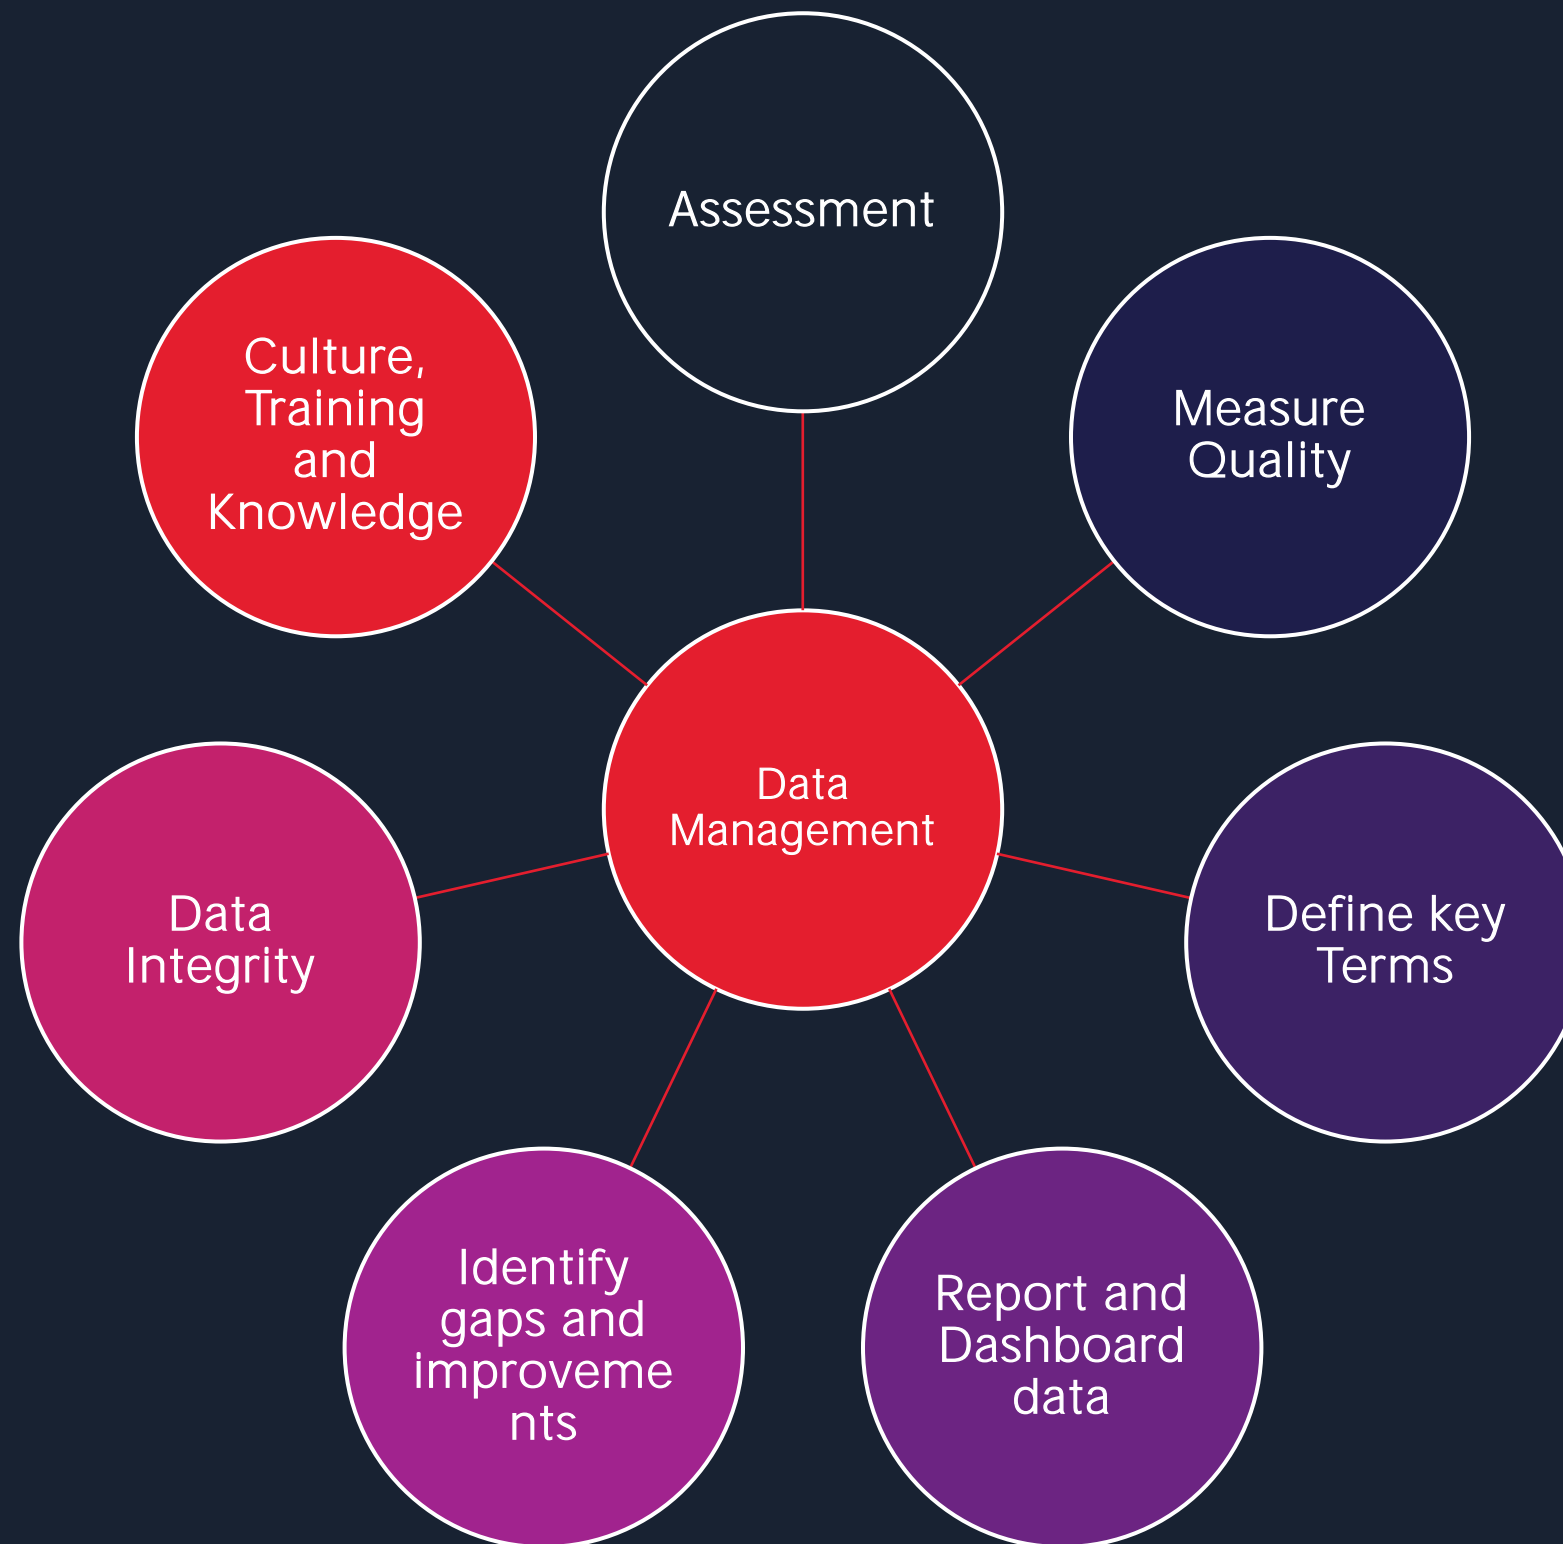 Assessment
Measure
Quality
Define key
Terms
Report and
Dashboard
data
Identify
gaps and
improveme
nts
Data
Integrity
Culture,
Training
and
Knowledge
Data
Management